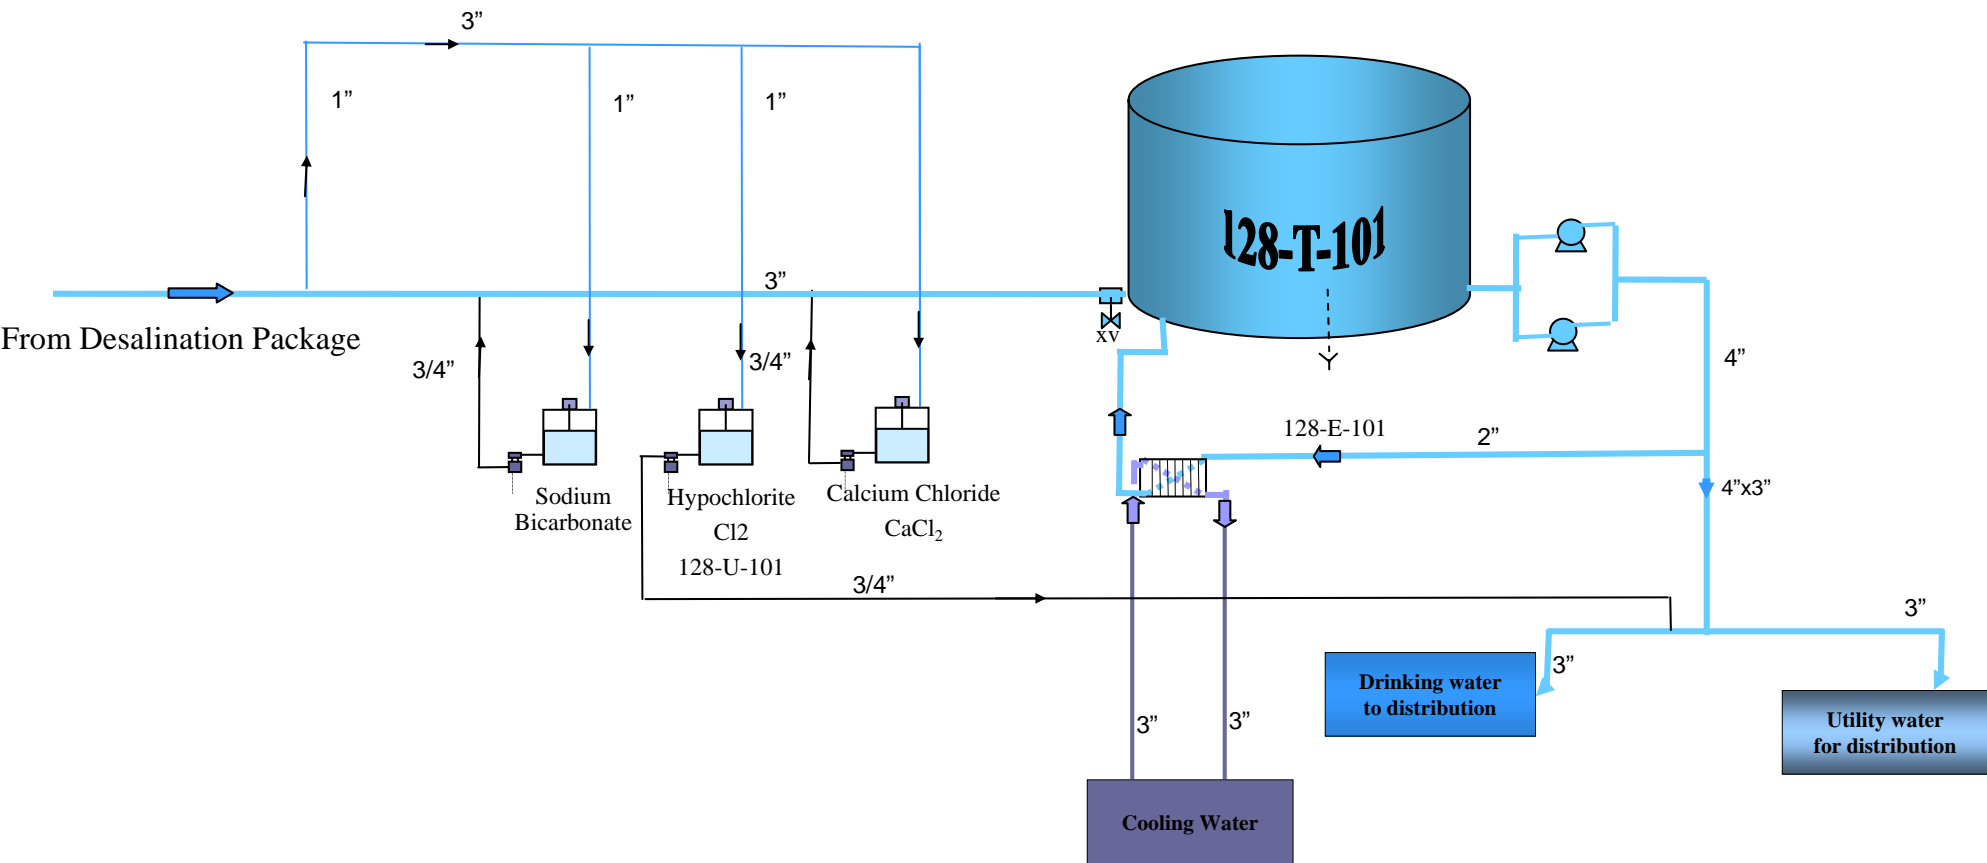 3”
1”
1”
1”
128-T-101
3”
From Desalination Package
xv
3/4”
3/4”
4”
128-E-101
2”
4”x3”
Sodium
Bicarbonate
Hypochlorite
Cl2
128-U-101
Calcium Chloride
CaCl₂
3/4”
3”
3”
Drinking water
to distribution
Utility water
for distribution
3”
3”
Cooling Water